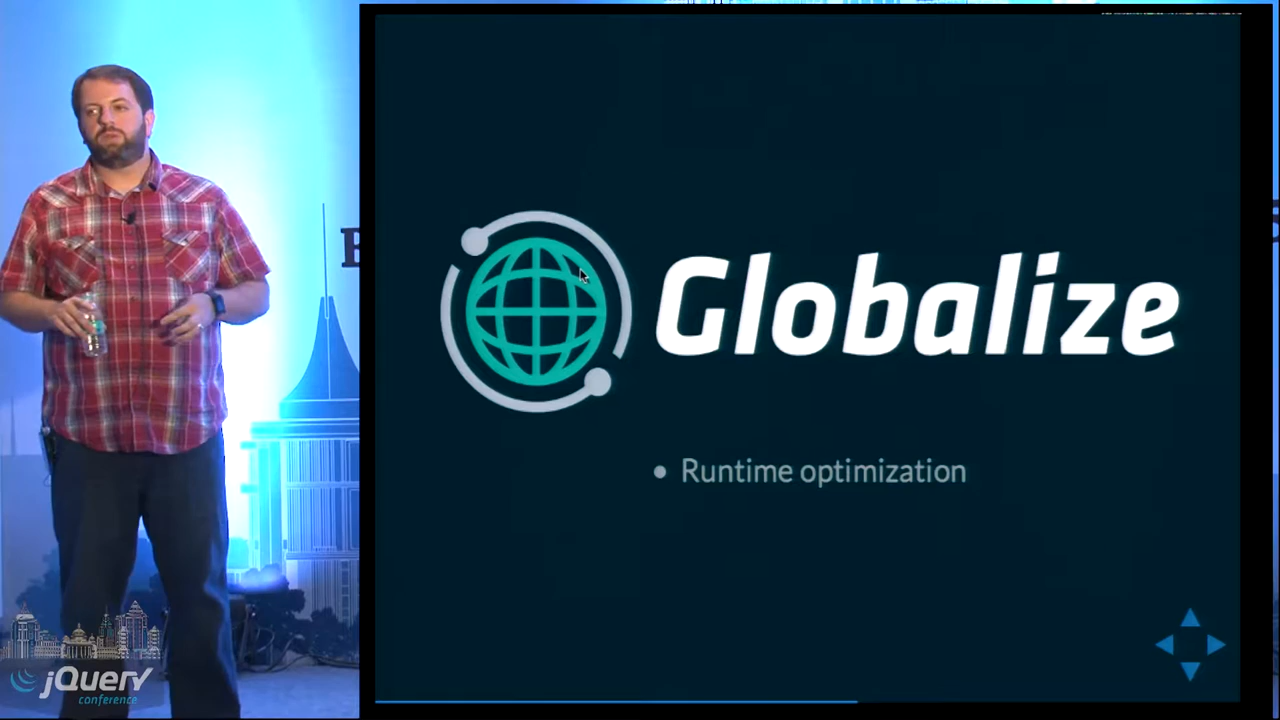 Globalize
• Runtime optimization
jQuery
conference